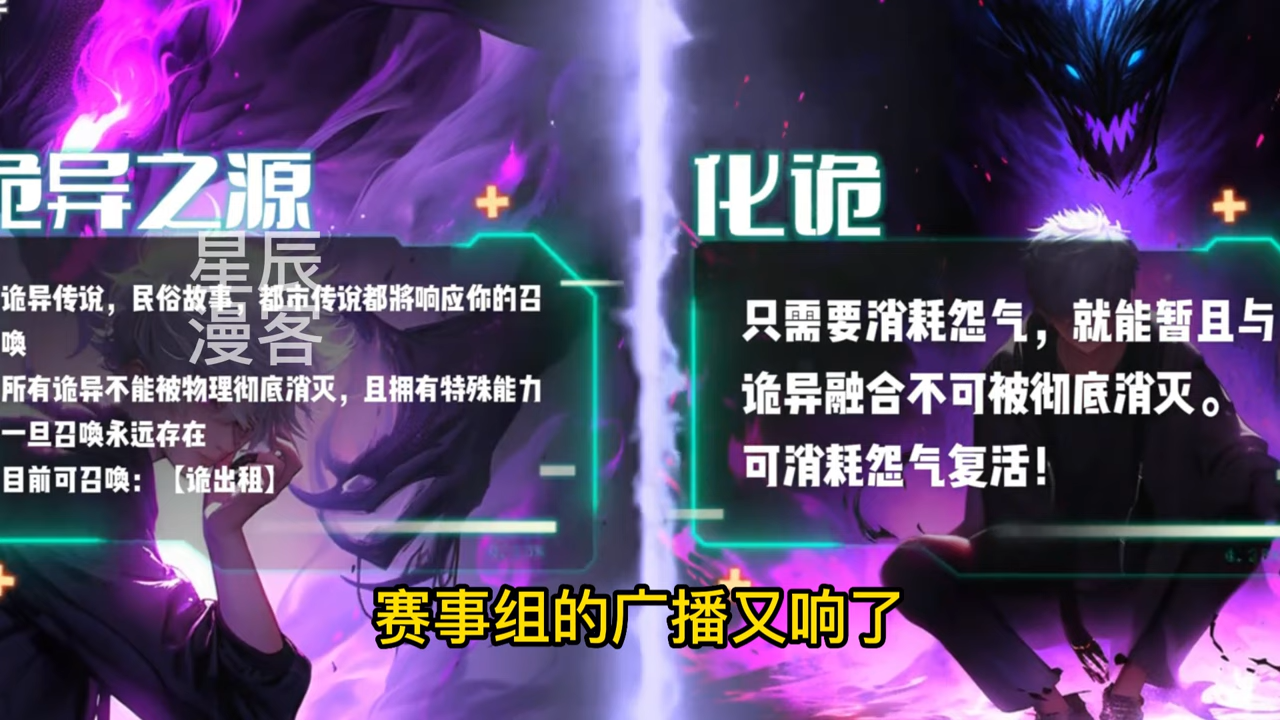 诡异之源
星辰
漫客
诡异传说，民俗故事，都市传说都將响应你的召
唤
所有诡异不能被物理彻底消灭，且拥有特殊能力
一旦召唤永远存在
目前可召唤：【诡出租】
化诡
只需要消耗怨气，就能暂且与
诡异融合不可被彻底消灭。
可消耗怨气复活！
赛事组的广播又响了